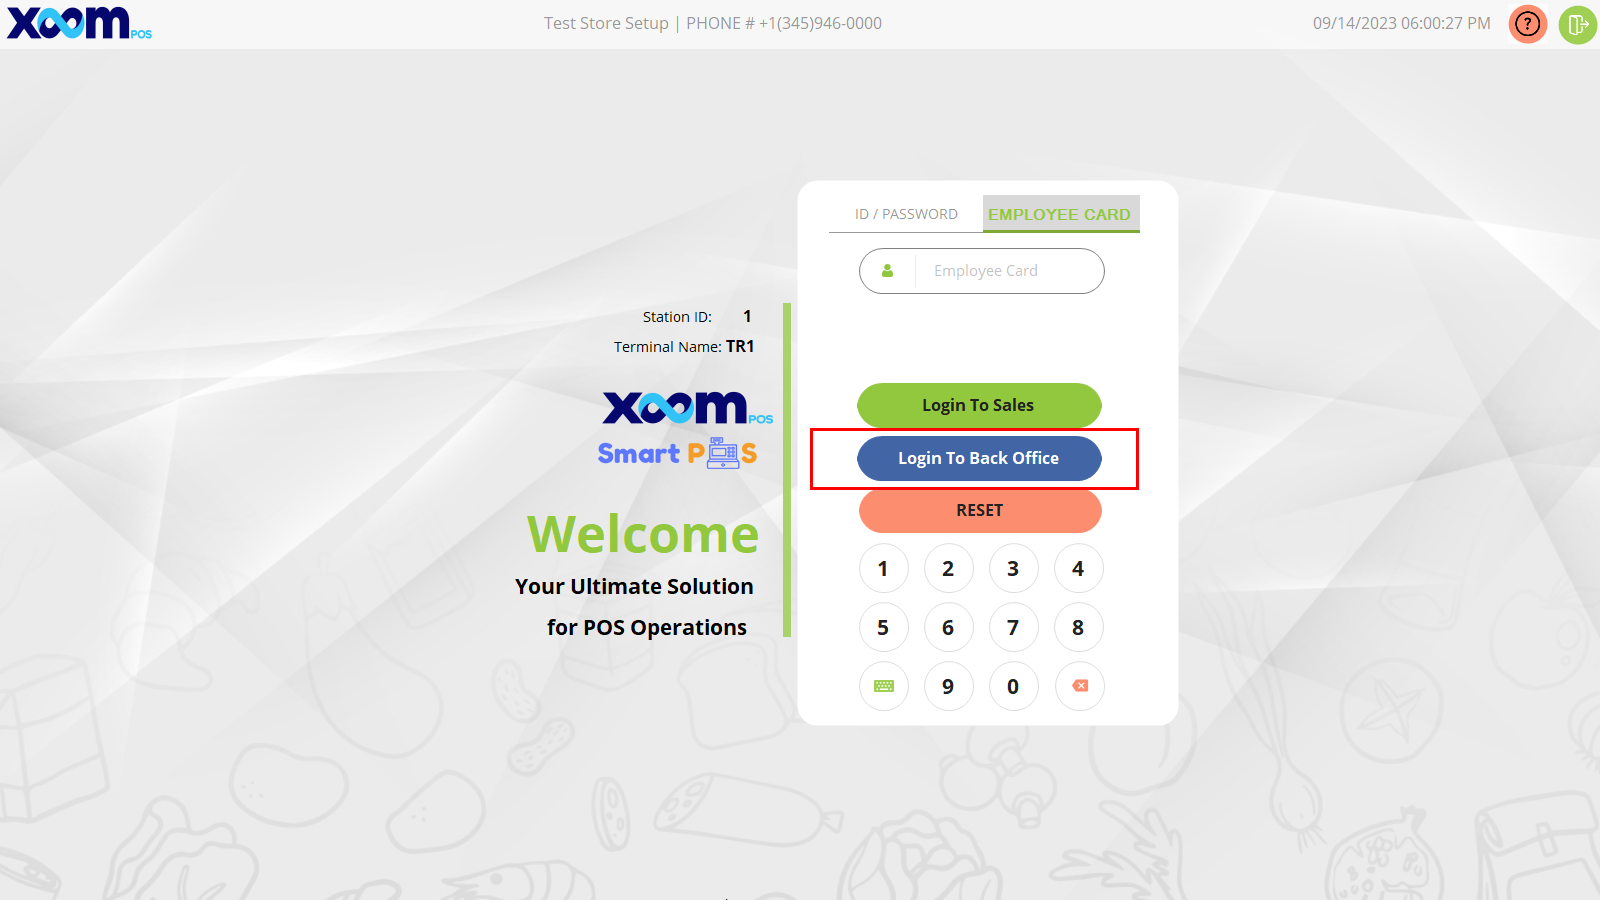 xoom POS
Test Store Setup | PHONE # +1(345)946-0000
09/14/2023 06:00:27 PM
?
ID / PASSWORD
EMPLOYEE CARD
Employee Card
Station ID: 1
Terminal Name: TR1
xoom POS
Smart POS
Welcome
Your Ultimate Solution
for POS Operations
Login To Sales
Login To Back Office
RESET
1 2 3 4
5 6 7 8
9 0